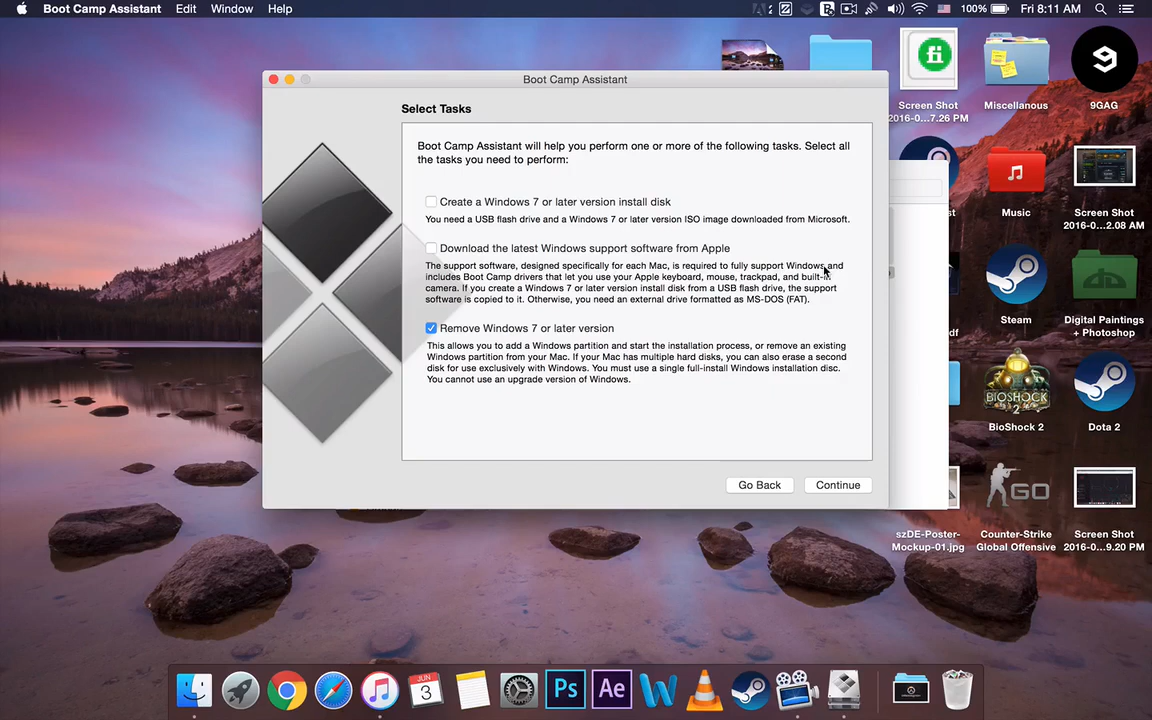 Boot Camp Assistant Edit Window Help
100% Fri 8:11 AM
Boot Camp Assistant
Select Tasks
Boot Camp Assistant will help you perform one or more of the following tasks. Select all
the tasks you need to perform:
Create a Windows 7 or later version install disk
You need a USB flash drive and a Windows 7 or later version ISO image downloaded from Microsoft.
Download the latest Windows support software from Apple
The support software, designed specifically for each Mac, is required to fully support Windows and
includes Boot Camp drivers that let you use your Apple keyboard, mouse, trackpad, and built-in
camera. If you create a Windows 7 or later version install disk from a USB flash drive, the support
software is copied to it. Otherwise, you need an external drive formatted as MS-DOS (FAT).
Remove Windows 7 or later version
This allows you to add a Windows partition and start the installation process, or remove an existing
Windows partition from your Mac. If your Mac has multiple hard disks, you can also erase a second
disk for use exclusively with Windows. You must use a single full-install Windows installation disc.
You cannot use an upgrade version of Windows.
Go Back
Continue
fi
Screen Shot
2016-0...7.26 PM
Miscellaneous
9GAG
Music
Screen Shot
2016-0...2.08 AM
Steam
Digital Paintings
+ Photoshop
df
BIOSHOCK
2
BioShock 2
Dota 2
GO
szDE-Poster-
Mockup-01.jpg
Counter-Strike
Global Offensive
Screen Shot
2016-0...9.20 PM
JUN
3
Ps
Ae
W